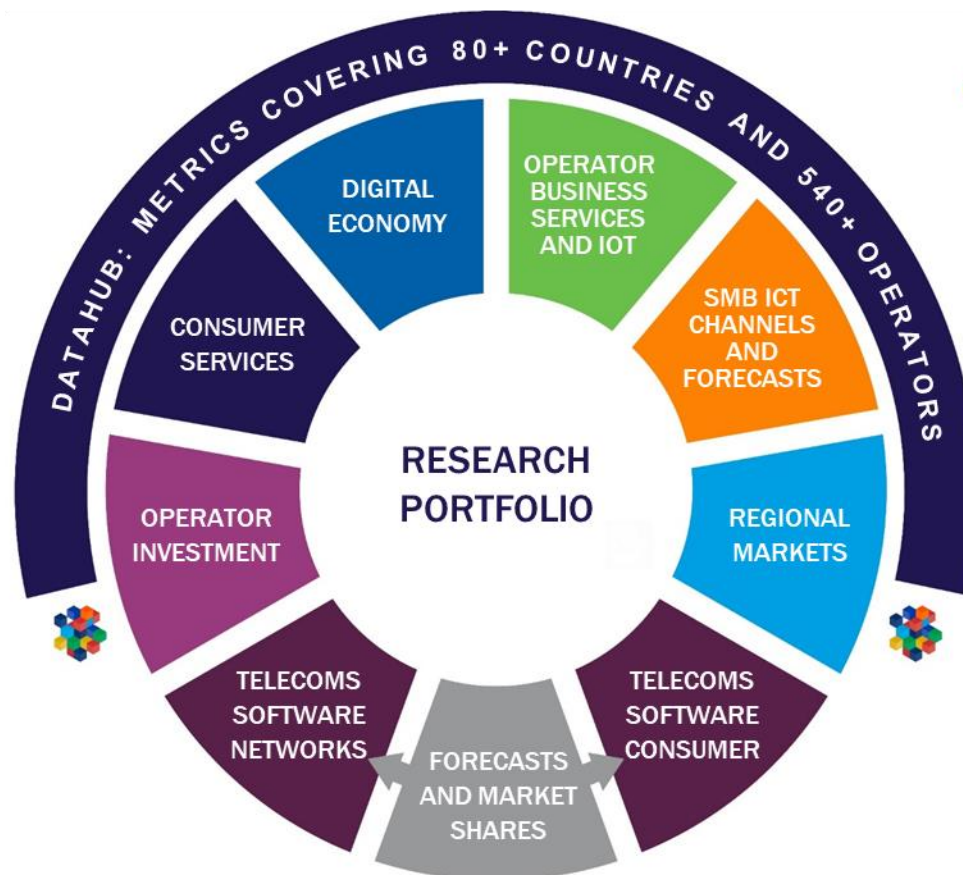 DATAHUB: METRICS COVERING 80+ COUNTRIES AND 540+ OPERATORS
DIGITAL
ECONOMY
OPERATOR
BUSINESS
SERVICES
AND IOT
CONSUMER
SERVICES
SMB ICT
CHANNELS
AND
FORECASTS
RESEARCH
PORTFOLIO
OPERATOR
INVESTMENT
REGIONAL
MARKETS
TELECOMS
SOFTWARE
NETWORKS
FORECASTS
AND MARKET
SHARES
TELECOMS
SOFTWARE
CONSUMER